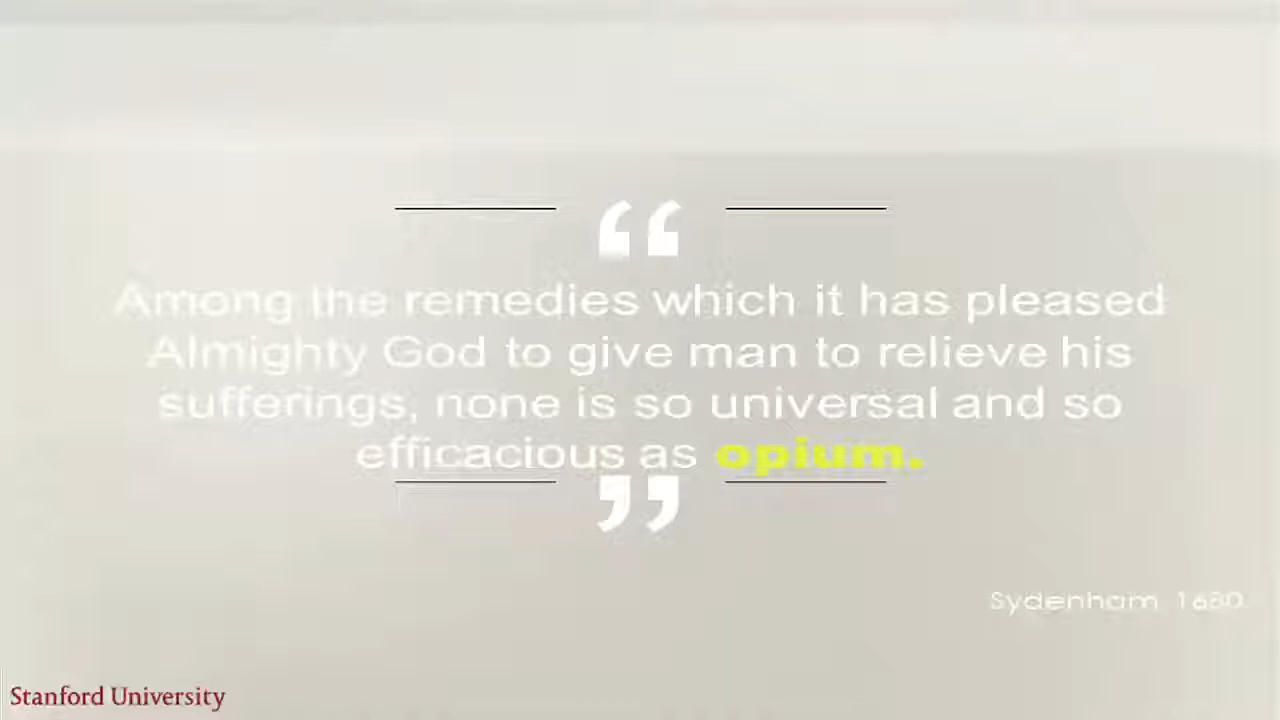 “
Among the remedies which it has pleased
Almighty God to give man to relieve his
sufferings, none is so universal and so
efficacious as opium.
”
Sydenham, 1680
Stanford University